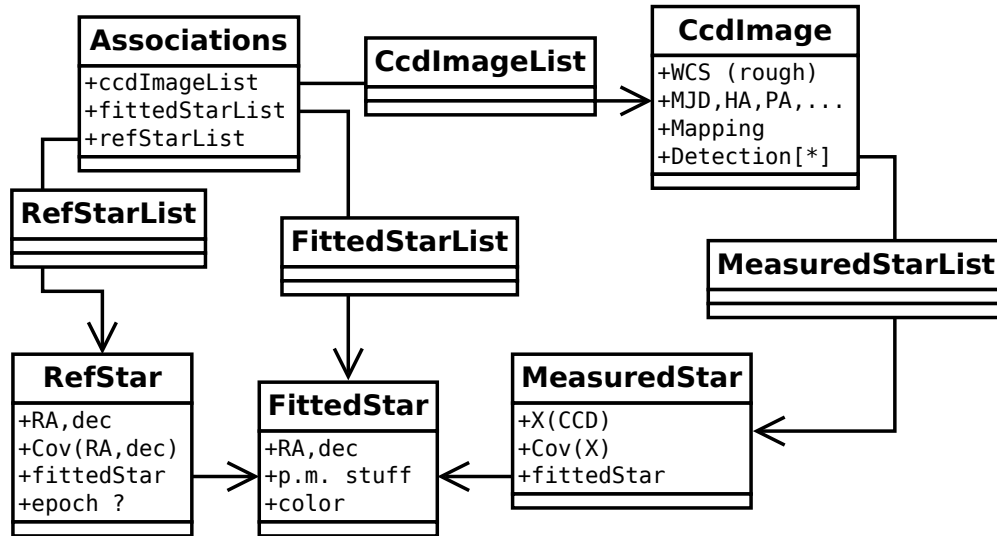 Associations
+ccdImageList
+fittedStarList
+refStarList
CcdImageList
CcdImage
+WCS (rough)
+MJD,HA,PA,...
+Mapping
+Detection[*]
RefStarList
FittedStarList
MeasuredStarList
RefStar
+RA,dec
+Cov(RA,dec)
+fittedStar
+epoch ?
FittedStar
+RA,dec
+p.m. stuff
+color
MeasuredStar
+X(CCD)
+Cov(X)
+fittedStar